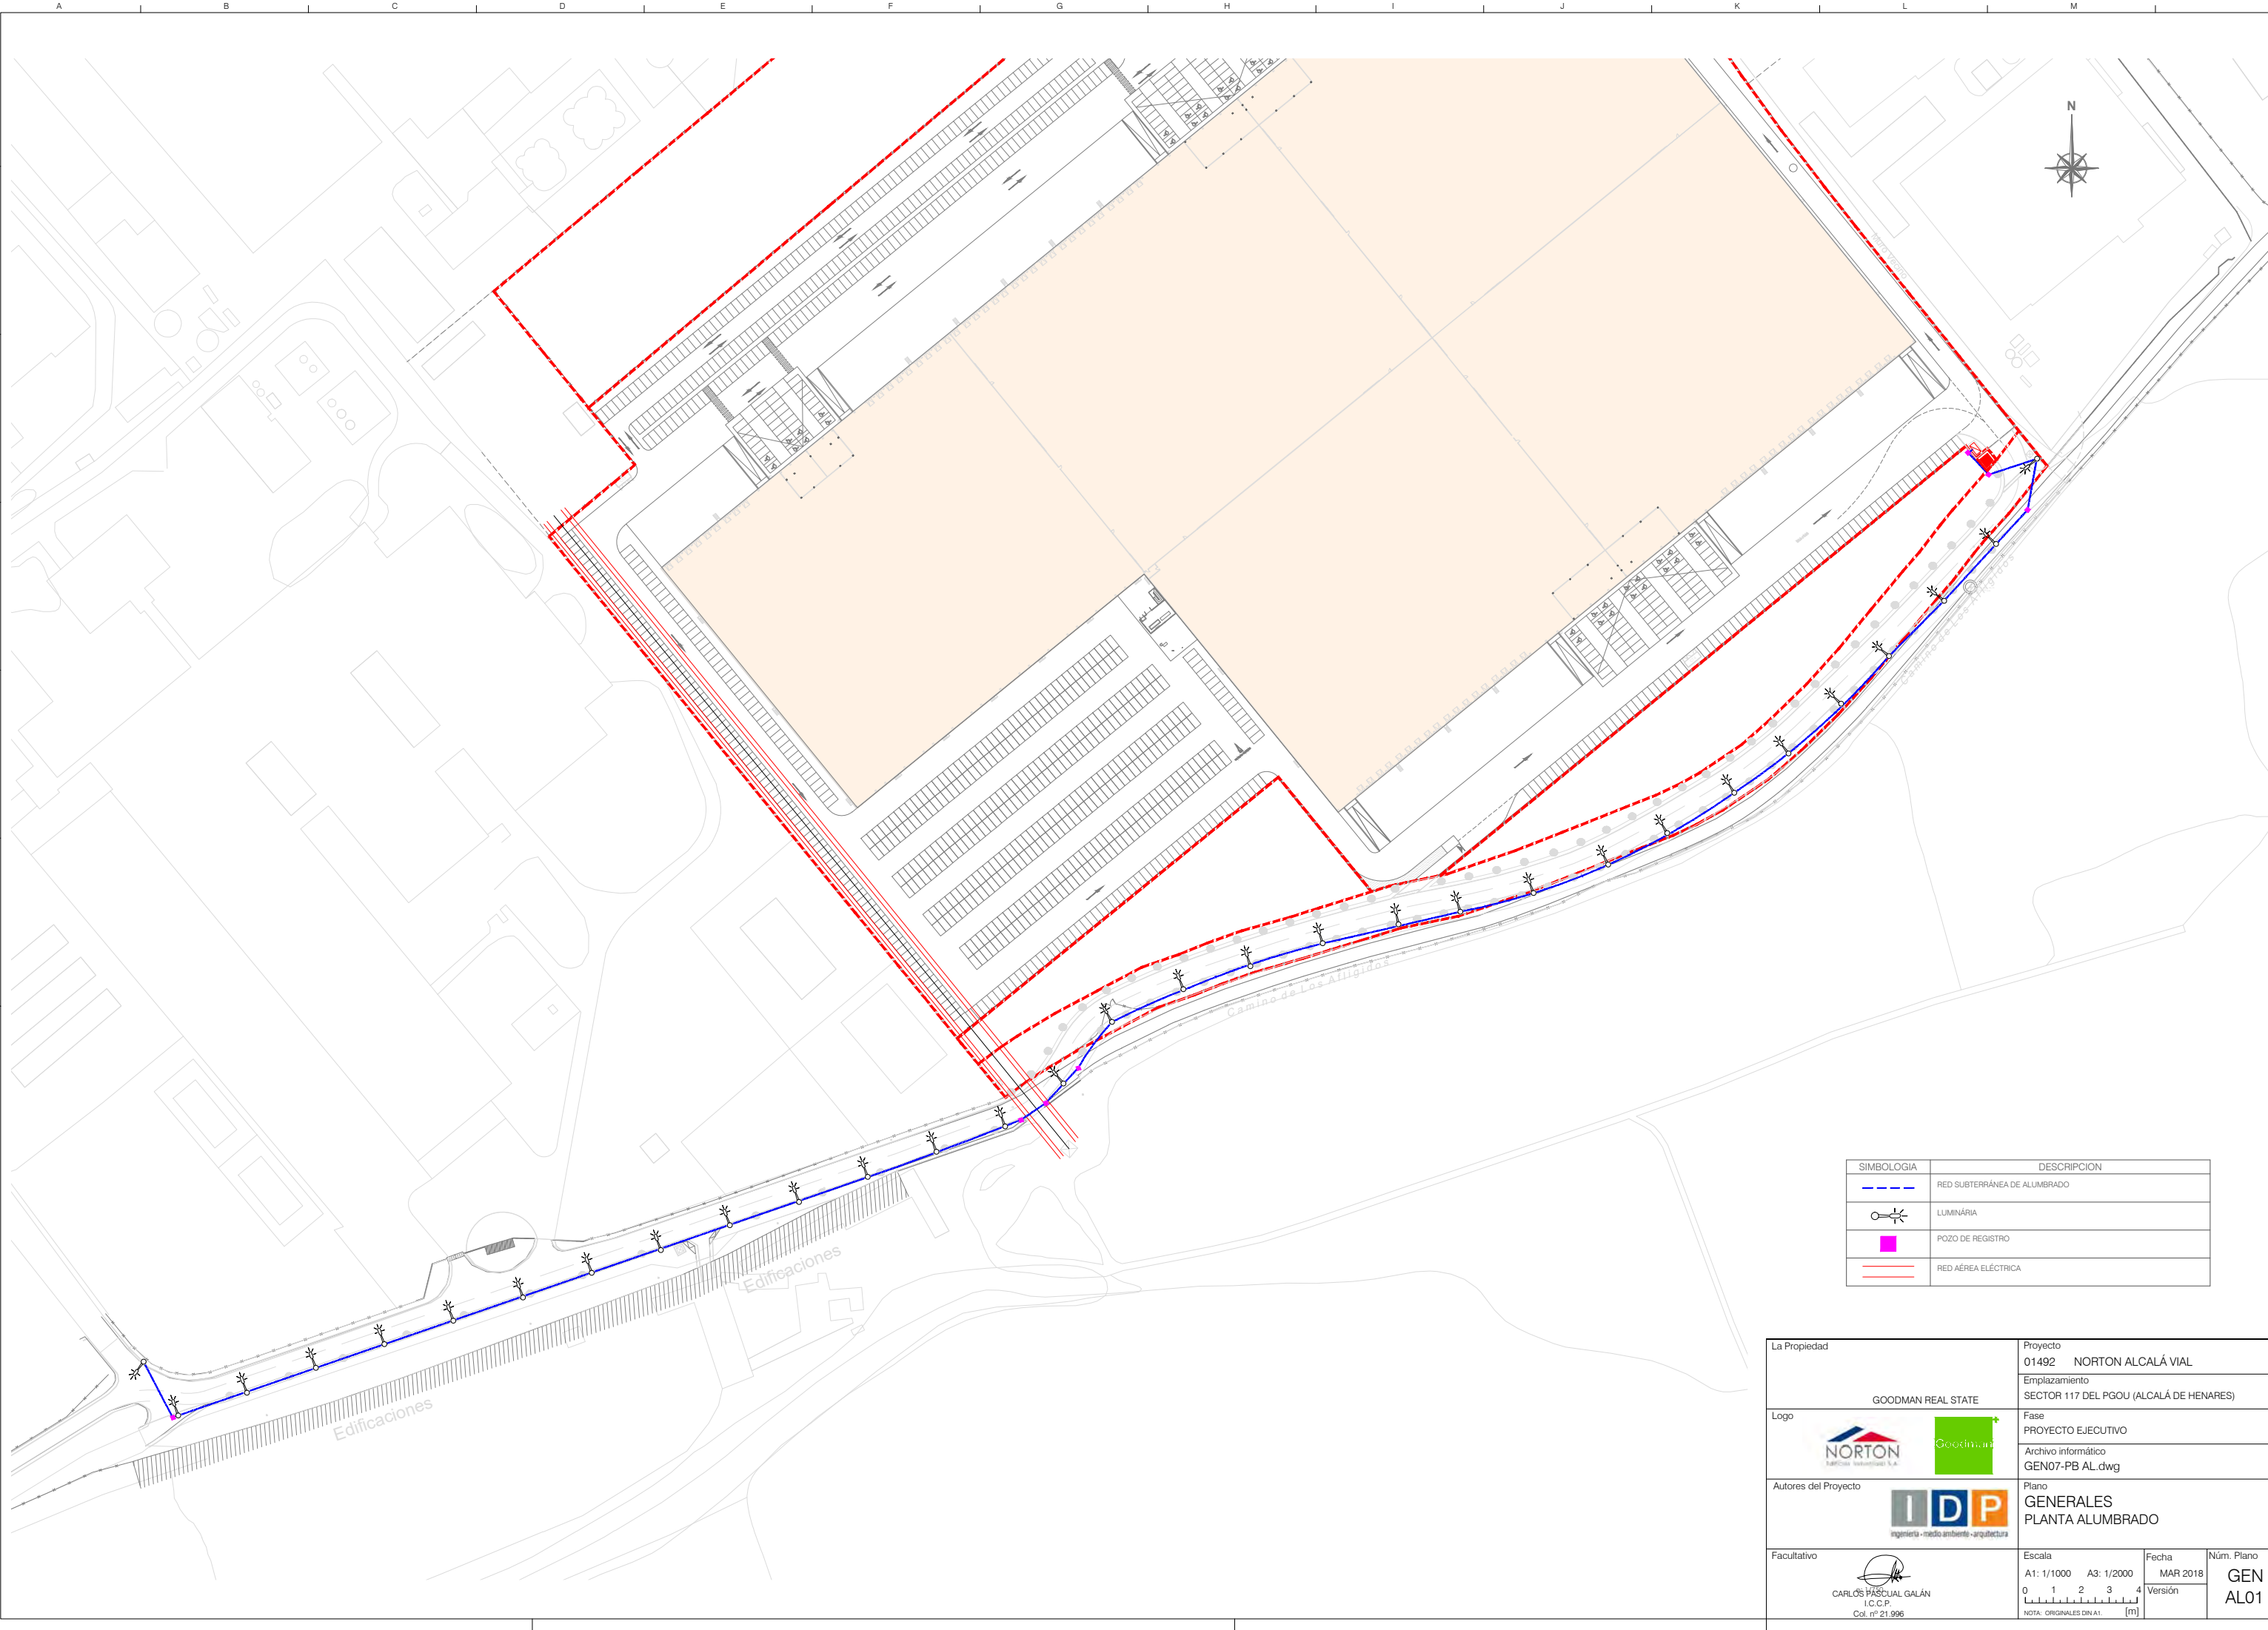 A B C D E F G H I J K L M
N
Camino de Los Afligidos
Camino de Los Afligidos
Edificaciones
Edificaciones
SIMBOLOGIA DESCRIPCION
RED SUBTERRÁNEA DE ALUMBRADO
LUMINÁRIA
POZO DE REGISTRO
RED AÉREA ELÉCTRICA
La Propiedad
GOODMAN REAL STATE
Proyecto
01492 NORTON ALCALÁ VIAL
Emplazamiento
SECTOR 117 DEL PGOU (ALCALÁ DE HENARES)
Logo
NORTON
Goodman
Fase
PROYECTO EJECUTIVO
Archivo informático
GEN07-PB AL.dwg
Autores del Proyecto
IDP
ingeniería - medio ambiente - arquitectura
Plano
GENERALES
PLANTA ALUMBRADO
Facultativo
CARLOS PASCUAL GALÁN
I.C.C.P.
Col. nº 21.996
Escala
A1: 1/1000 A3: 1/2000
0 1 2 3 4
NOTA: ORIGINALES DIN A1. [m]
Fecha
MAR 2018
Versión
Núm. Plano
GEN
AL01